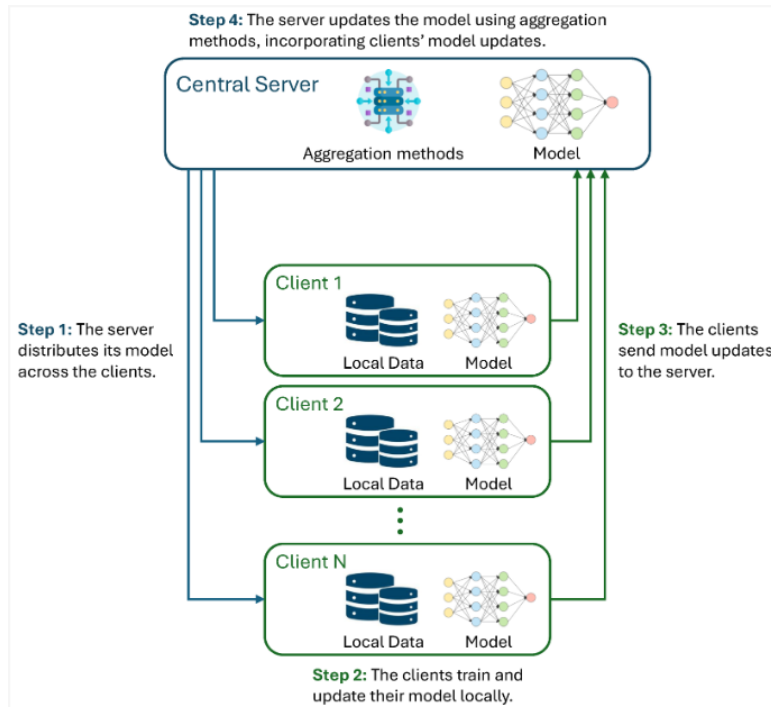 Step 4: The server updates the model using aggregation
methods, incorporating clients’ model updates.
Central Server
Aggregation methods
Model
Client 1
Local Data
Model
Step 1: The server
distributes its model
across the clients.
Step 3: The clients
send model updates
to the server.
Client 2
Local Data
Model
Client N
Local Data
Model
Step 2: The clients train and
update their model locally.